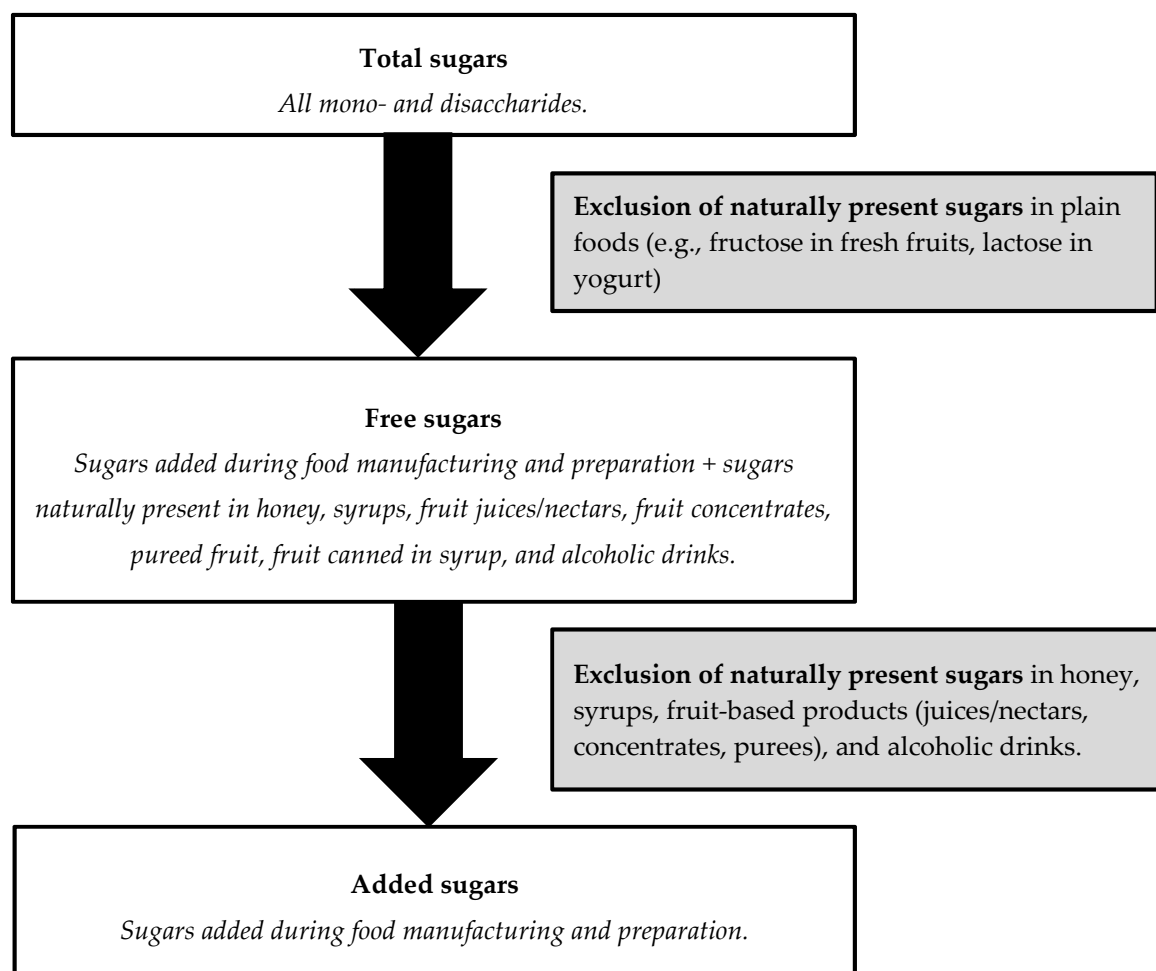 Total sugars
All mono- and disaccharides.
Exclusion of naturally present sugars in plain
foods (e.g., fructose in fresh fruits, lactose in
yogurt)
Free sugars
Sugars added during food manufacturing and preparation + sugars
naturally present in honey, syrups, fruit juices/nectars, fruit concentrates,
pureed fruit, fruit canned in syrup, and alcoholic drinks.
Exclusion of naturally present sugars in honey,
syrups, fruit-based products (juices/nectars,
concentrates, purees), and alcoholic drinks.
Added sugars
Sugars added during food manufacturing and preparation.